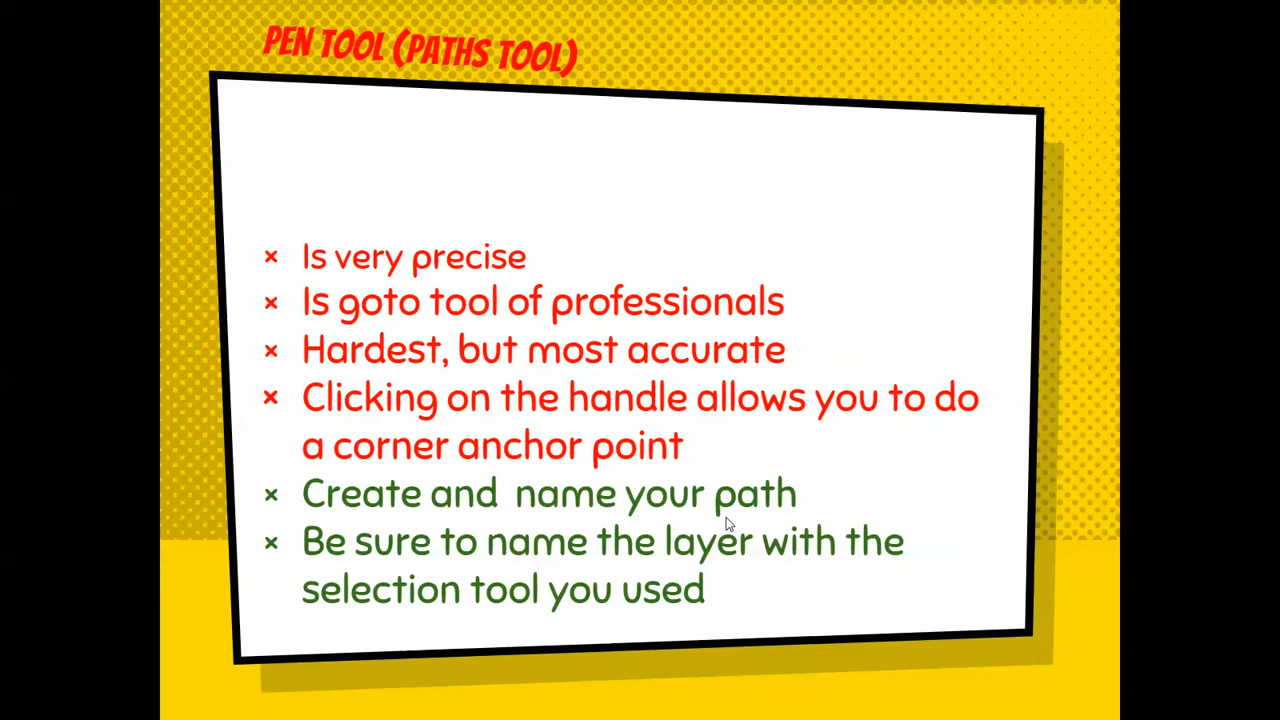 PEN TOOL (PATHS TOOL)
× Is very precise
× Is goto tool of professionals
× Hardest, but most accurate
× Clicking on the handle allows you to do
a corner anchor point
× Create and  name your path
× Be sure to name the layer with the
selection tool you used